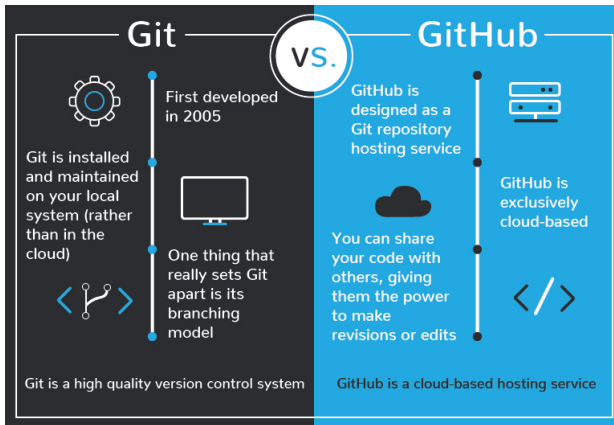 Git
VS.
GitHub
First developed
in 2005
Git is installed
and maintained
on your local
system (rather
than in the
cloud)
One thing that
really sets Git
apart is its
branching
model
Git is a high quality version control system
GitHub is
designed as a
Git repository
hosting service
GitHub is
exclusively
cloud-based
You can share
your code with
others, giving
them the power
to make
revisions or edits
GitHub is a cloud-based hosting service